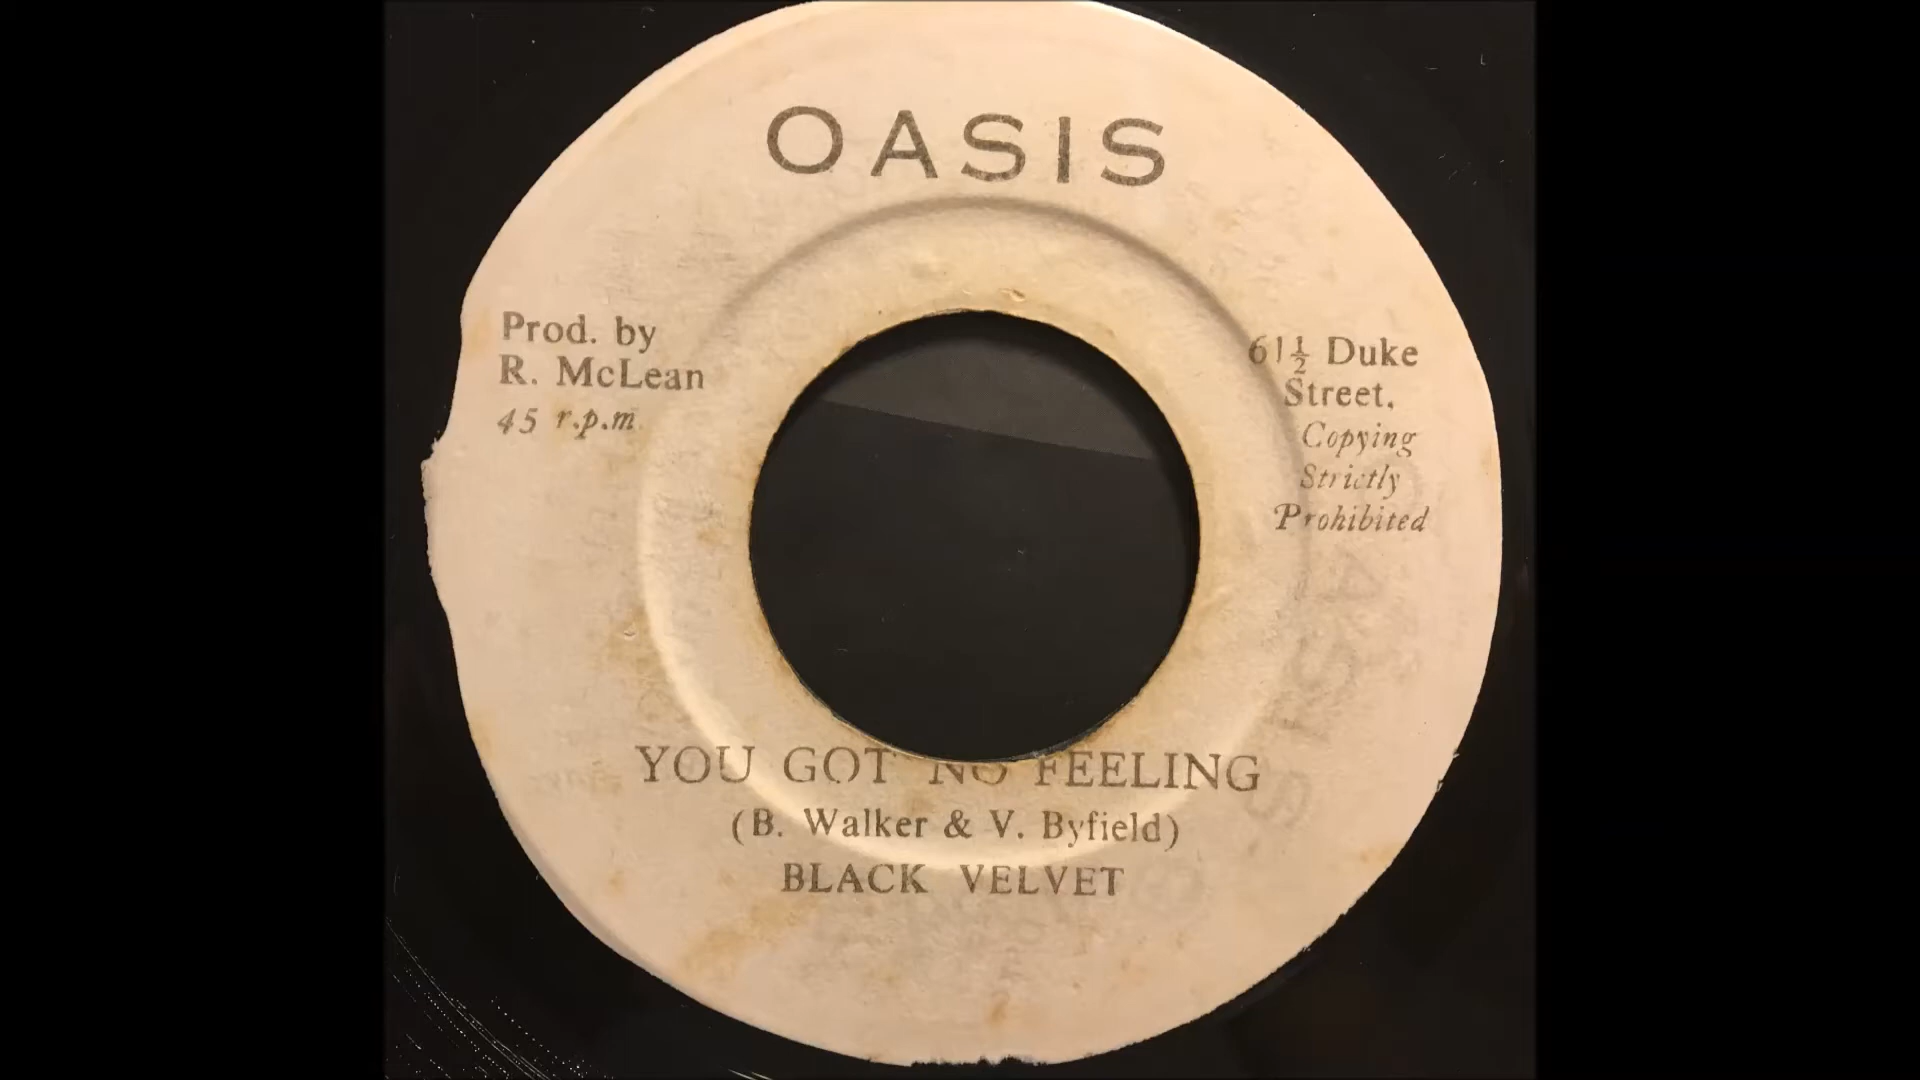 OASIS
Prod. by
R. McLean
45 r.p.m.
61½ Duke
Street.
Copying
Strictly
Prohibited
YOU GOT NO FEELING
(B. Walker & V. Byfield)
BLACK VELVET